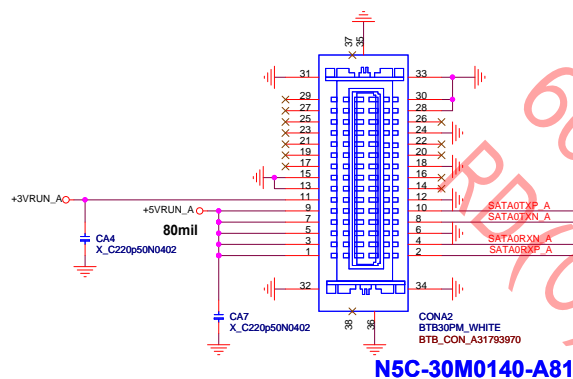 37
35
31
33
29
30
27
28
25
26
23
24
21
22
19
20
17
18
15
16
13
14
+3VRUN_A
11
12
+5VRUN_A
9
10
SATA0TXP_A
7
8
SATA0TXN_A
80mil
5
6
3
4
SATA0RXN_A
1
2
SATA0RXP_A
CA4
X_C220p50N0402
32
34
CA7
X_C220p50N0402
38
36
CONA2
BTB30PM_WHITE
BTB_CON_A31793970
N5C-30M0140-A81
RD(